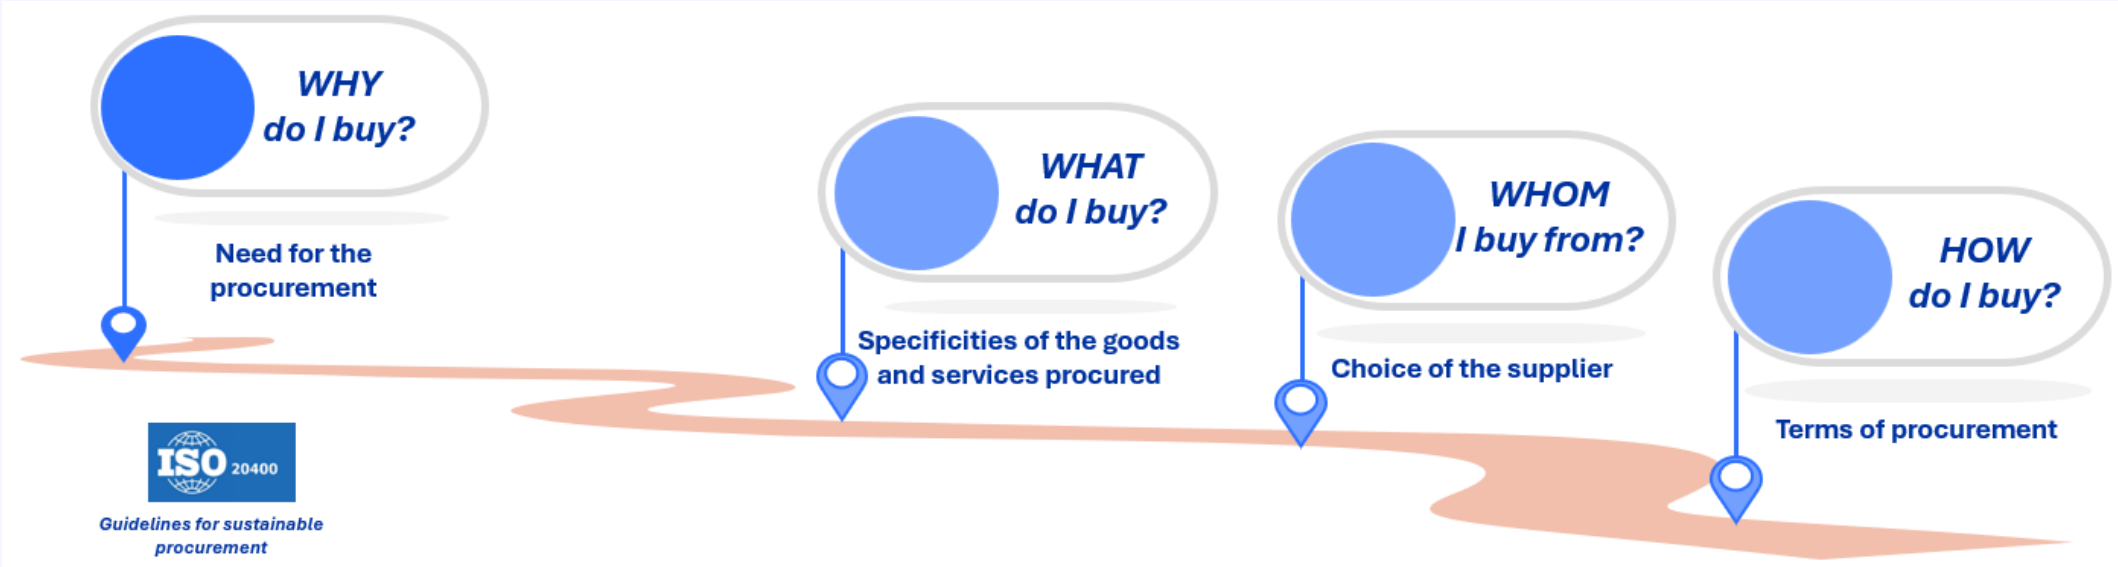 WHY
do I buy?
Need for the
procurement
WHAT
do I buy?
Specificities of the goods
and services procured
WHOM
I buy from?
Choice of the supplier
HOW
do I buy?
Terms of procurement
ISO 20400
Guidelines for sustainable
procurement